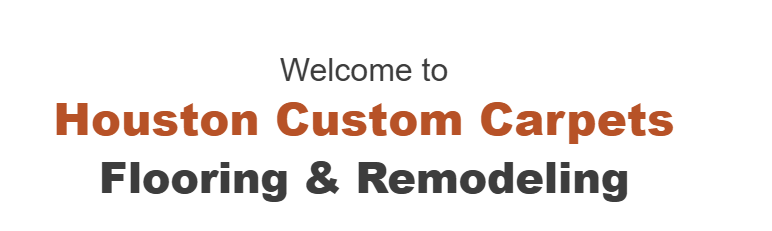 Welcome to
Houston Custom Carpets
Flooring & Remodeling